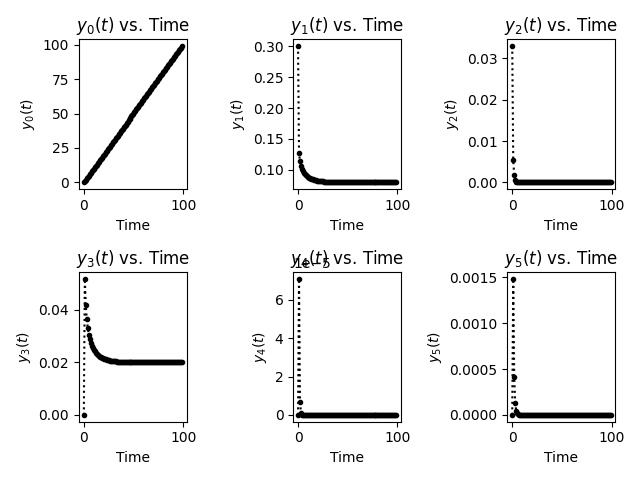 y₀(t) vs. Time
100
75
50
25
0
y₀(t)
0 100
Time
y₁(t) vs. Time
0.30
0.25
0.20
0.15
0.10
y₁(t)
0 100
Time
y₂(t) vs. Time
0.03
0.02
0.01
0.00
y₂(t)
0 100
Time
y₃(t) vs. Time
0.04
0.02
0.00
y₃(t)
0 100
Time
y₄(t) vs. Time
1e−5
6
4
2
0
y₄(t)
0 100
Time
y₅(t) vs. Time
0.0015
0.0010
0.0005
0.0000
y₅(t)
0 100
Time